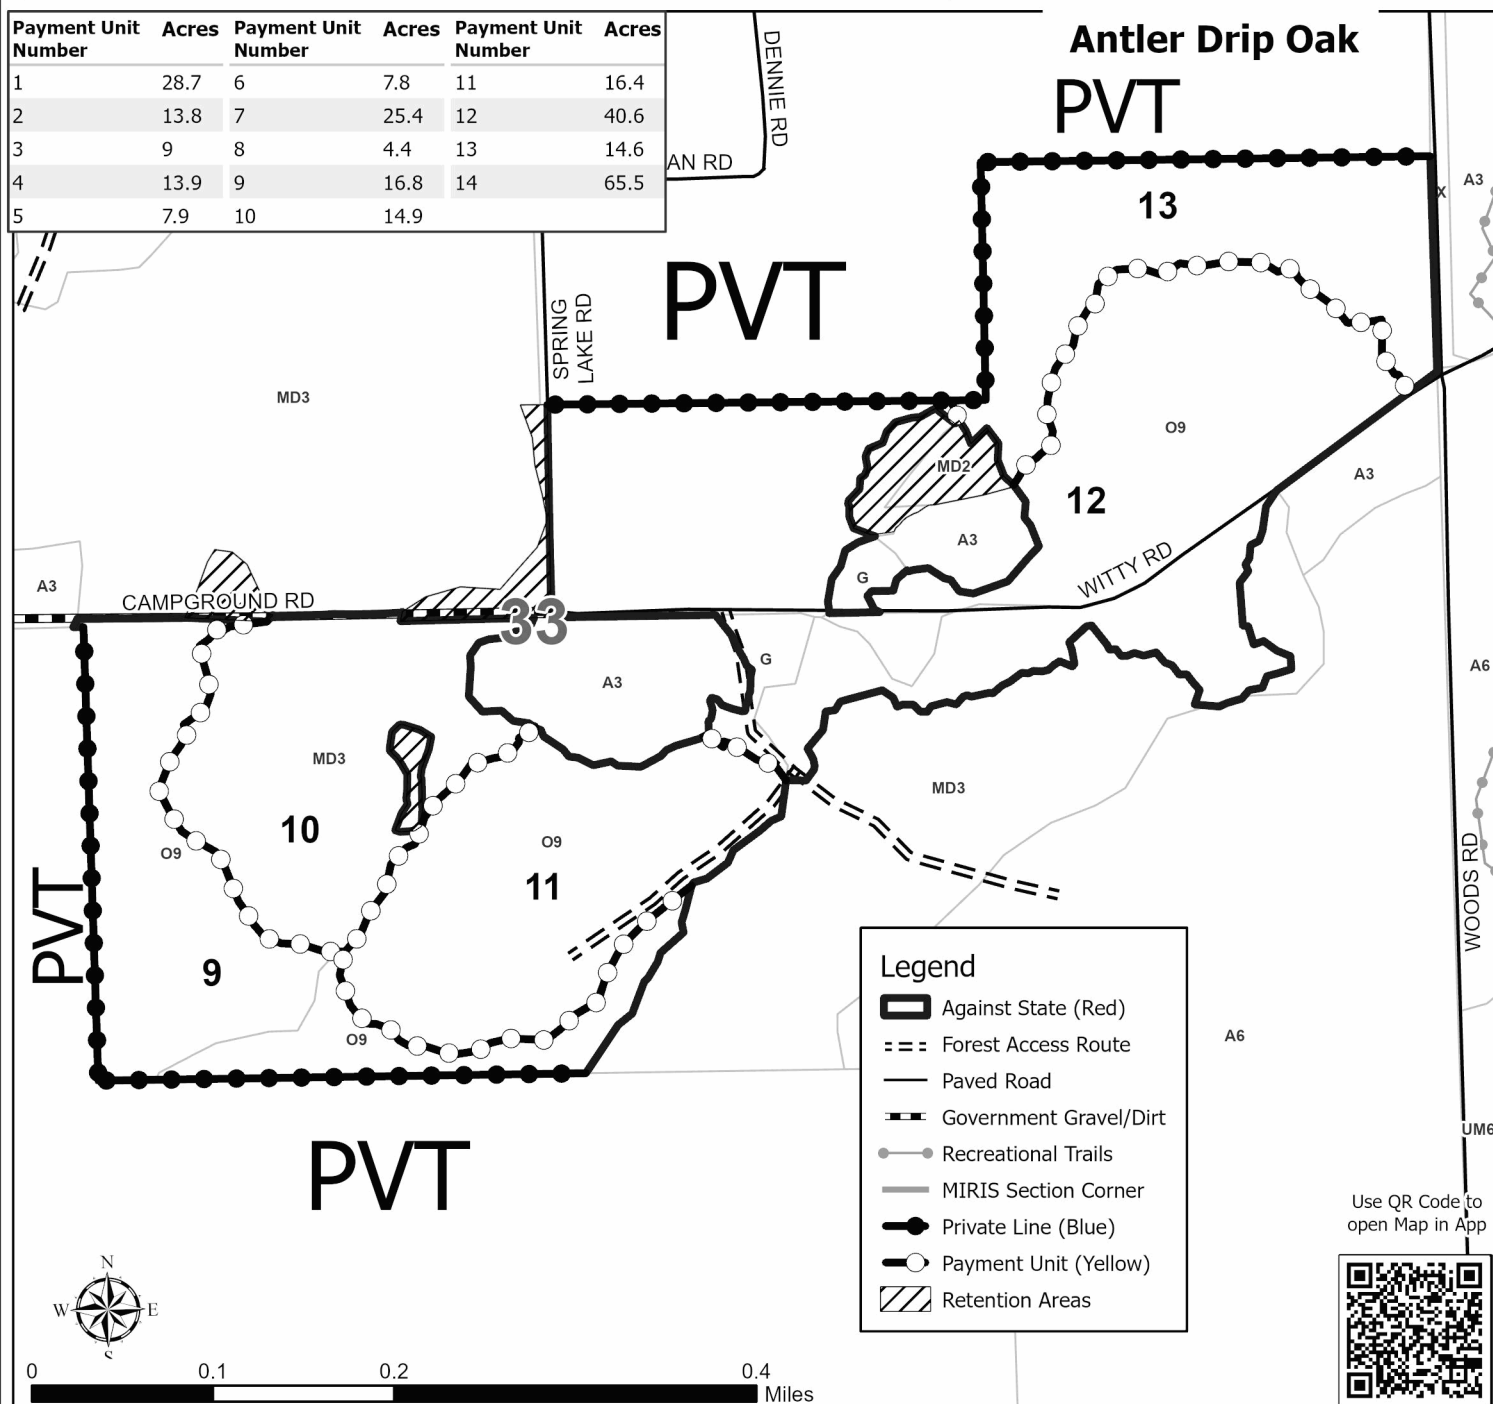 Payment Unit Number Acres Payment Unit Number Acres Payment Unit Number Acres
1 28.7 6 7.8 11 16.4
2 13.8 7 25.4 12 40.6
3 9 8 4.4 13 14.6
4 13.9 9 16.8 14 65.5
5 7.9 10 14.9
Antler Drip Oak
PVT
DENNIE RD
AN RD
13
X
A3
PVT
SPRING
LAKE RD
MD3
O9
MD2
12
A3
A3
A3
G
WITTY RD
CAMPGROUND RD
33
A3
G
A6
MD3
MD3
10
O9
O9
11
PVT
9
O9
WOODS RD
A6
UM6
PVT
Legend
Against State (Red)
Forest Access Route
Paved Road
Government Gravel/Dirt
Recreational Trails
MIRIS Section Corner
Private Line (Blue)
Payment Unit (Yellow)
Retention Areas
Use QR Code to
open Map in App
N
W E
S
0 0.1 0.2 0.4
Miles